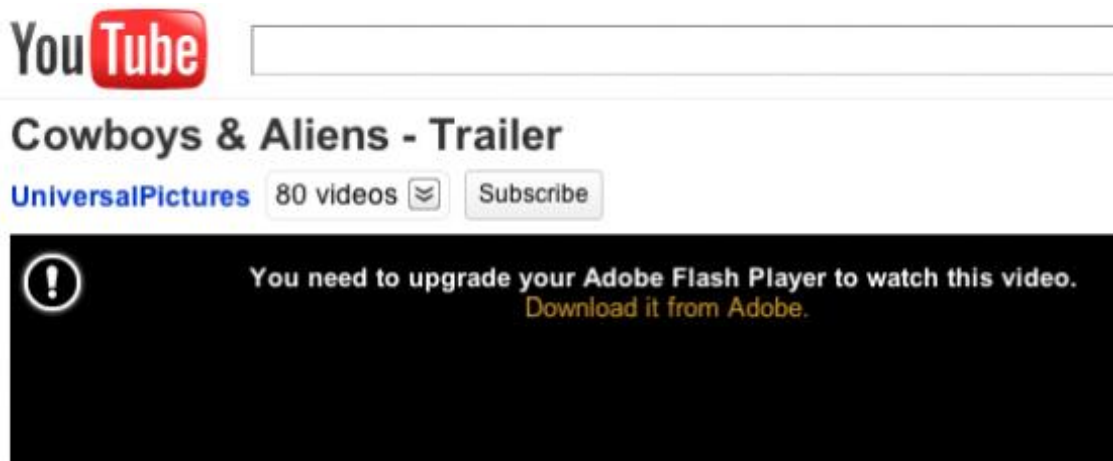 YouTube
Cowboys & Aliens - Trailer
UniversalPictures 80 videos Subscribe
You need to upgrade your Adobe Flash Player to watch this video.
Download it from Adobe.